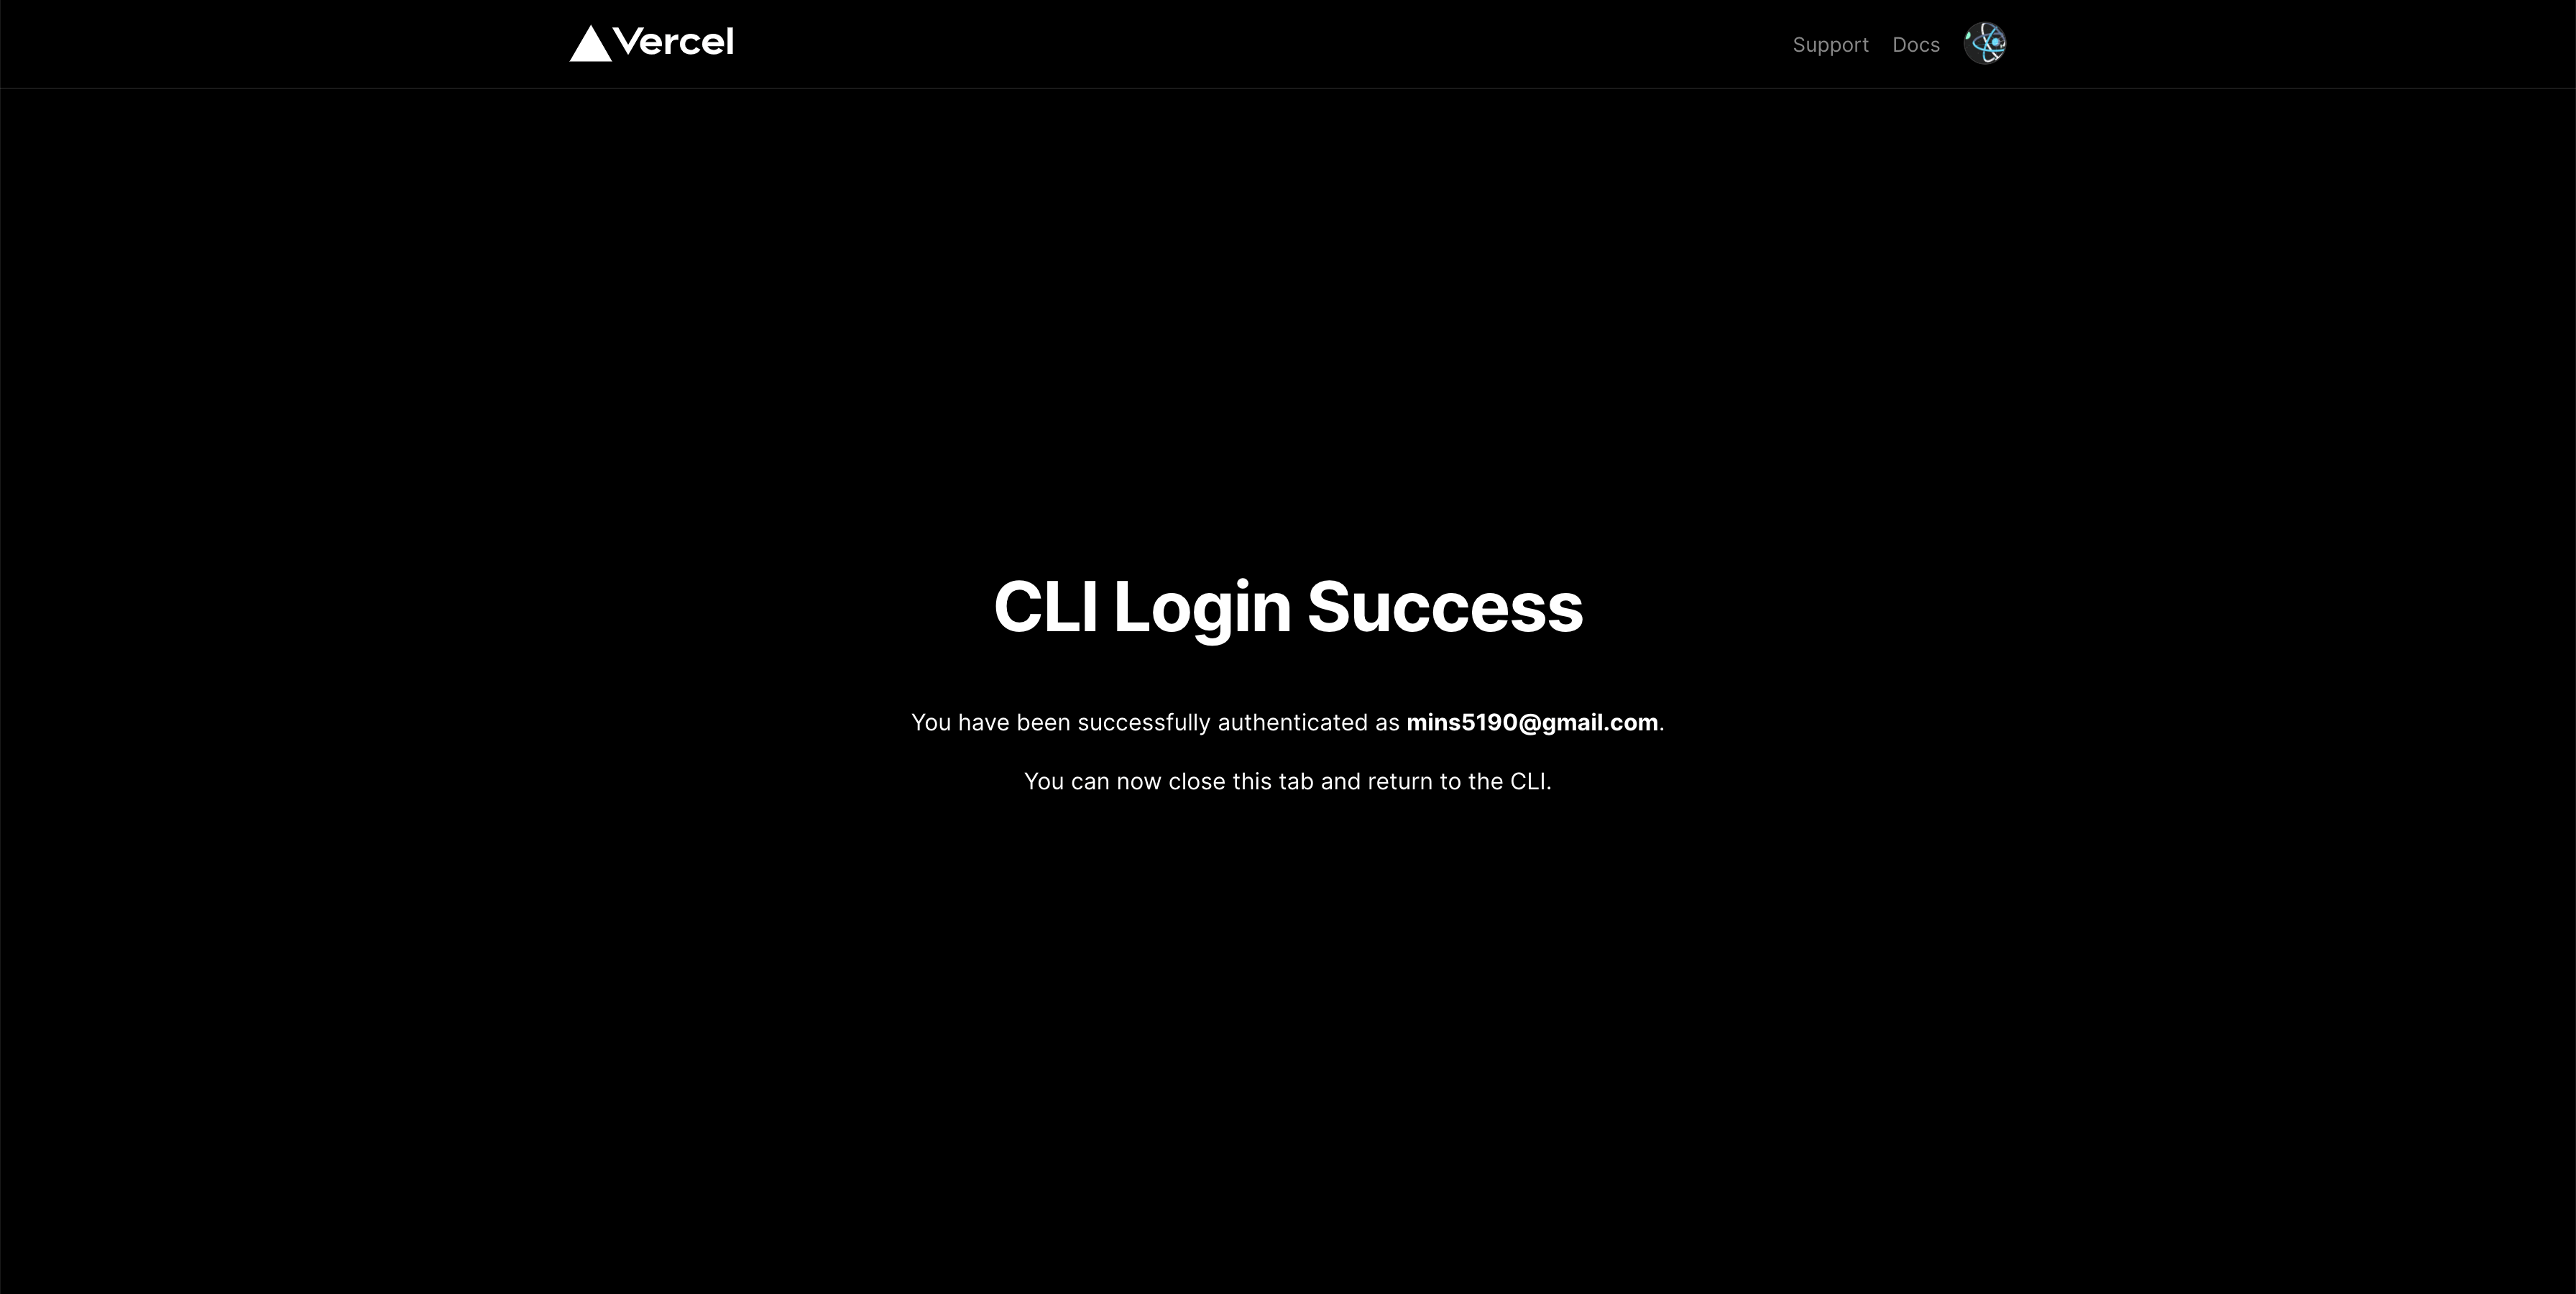 Vercel
Support Docs
CLI Login Success
You have been successfully authenticated as mins5190@gmail.com.
You can now close this tab and return to the CLI.